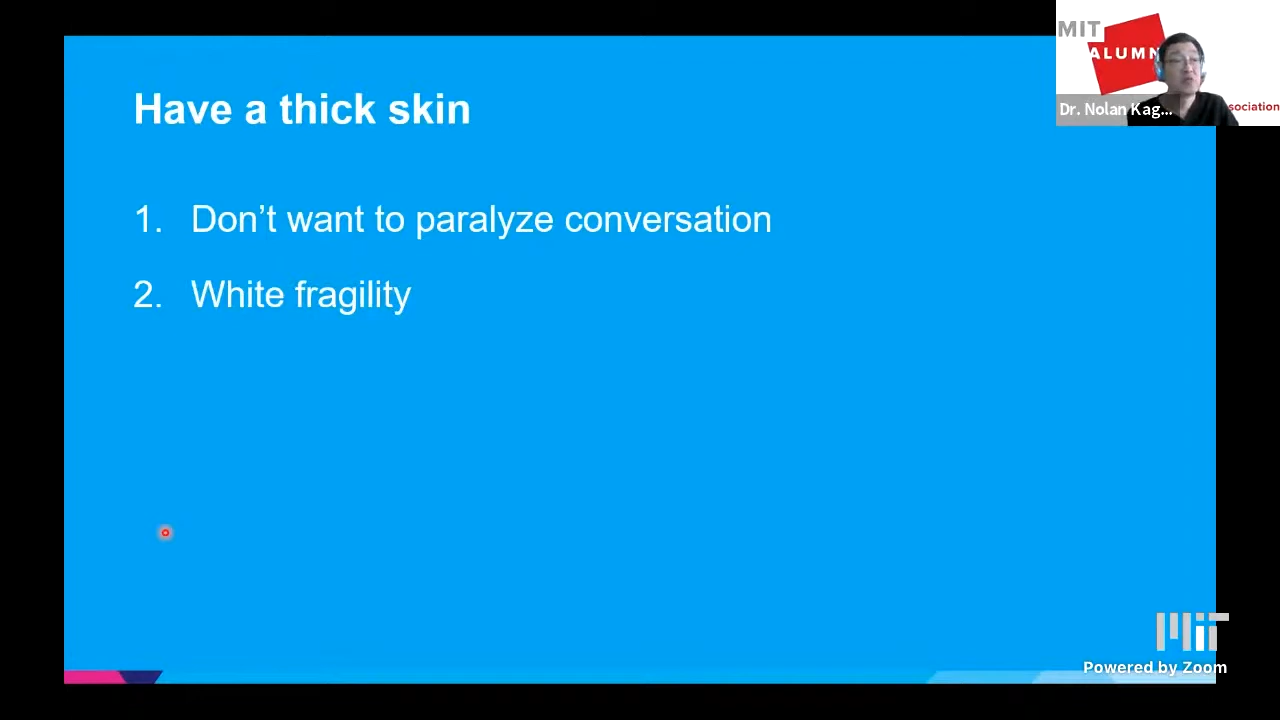 Have a thick skin
1. Don’t want to paralyze conversation
2. White fragility
MIT
ALUMN
sociation
Dr. Nolan Kag...
MIT
Powered by Zoom